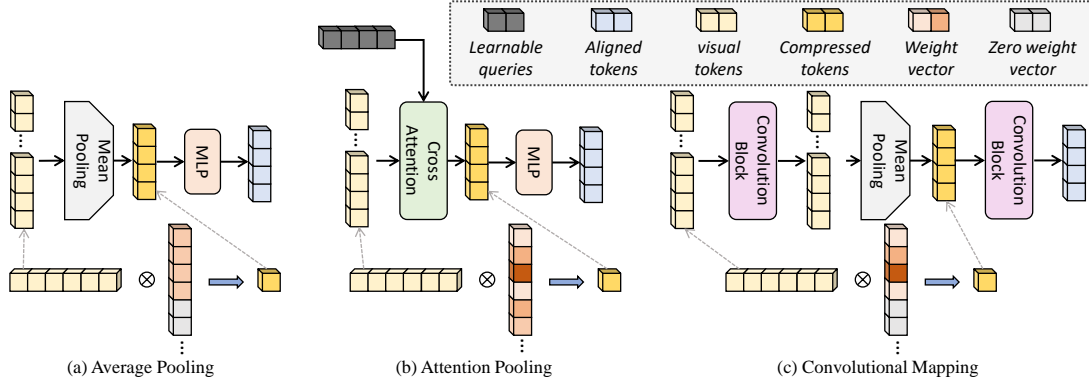 Learnable queries
Aligned tokens
visual tokens
Compressed tokens
Weight vector
Zero weight vector
Mean Pooling
MLP
Cross Attention
MLP
Convolution Block
Mean Pooling
Convolution Block
(a) Average Pooling
(b) Attention Pooling
(c) Convolutional Mapping